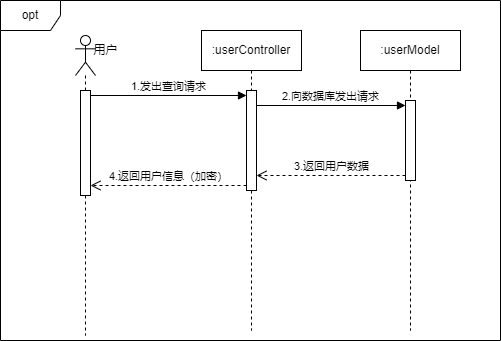 opt
用户
:userController
:userModel
1.发出查询请求
2.向数据库发出请求
3.返回用户数据
4.返回用户信息（加密）